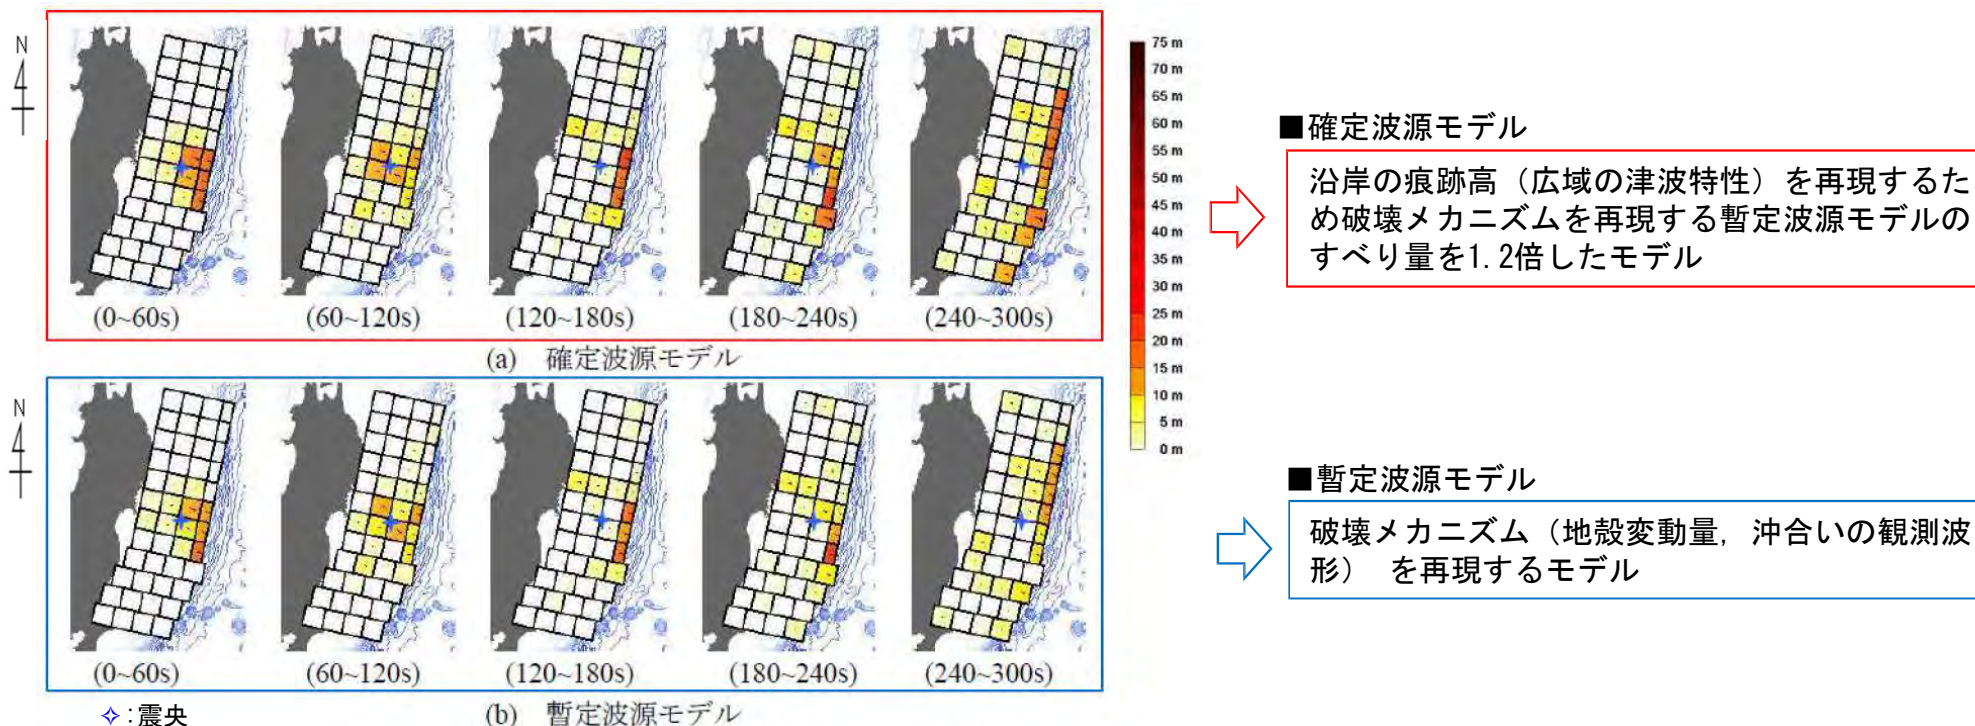 N
4
(0~60s)
(60~120s)
(120~180s)
(180~240s)
(240~300s)
(a) 確定波源モデル
75 m
70 m
65 m
60 m
55 m
50 m
45 m
40 m
35 m
30 m
25 m
20 m
15 m
10 m
5 m
0 m
■確定波源モデル
沿岸の痕跡高（広域の津波特性）を再現するた
め破壊メカニズムを再現する暫定波源モデルの
すべり量を1.2倍したモデル
N
4
(0~60s)
(60~120s)
(120~180s)
(180~240s)
(240~300s)
✧:震央
(b) 暫定波源モデル
■暫定波源モデル
破壊メカニズム（地殻変動量，沖合いの観測波
形） を再現するモデル